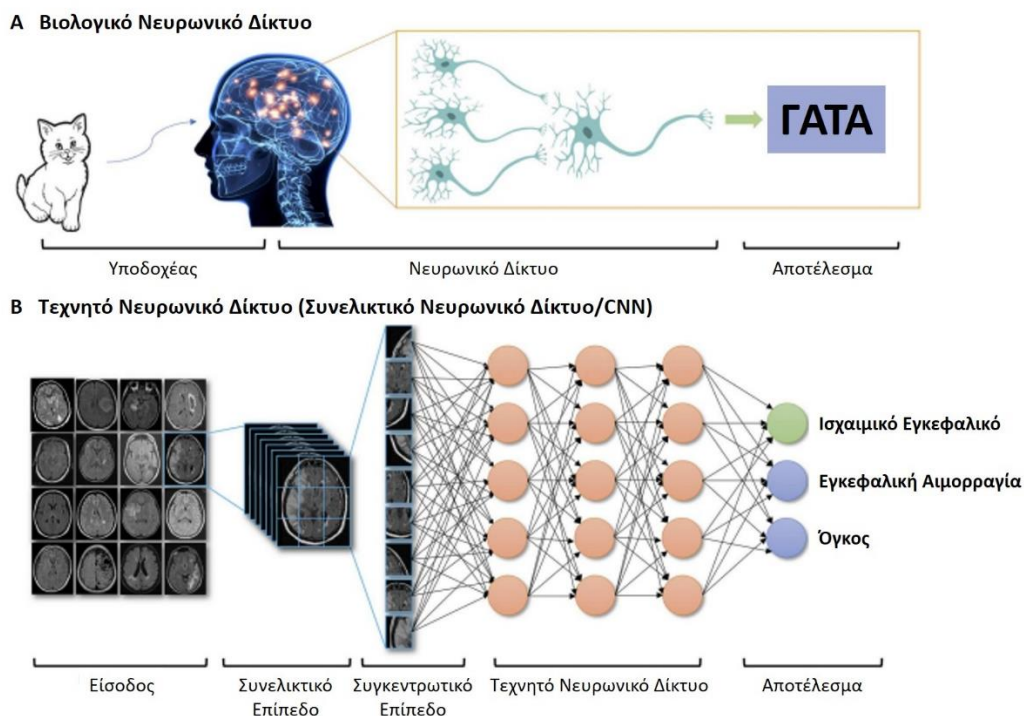 Α Βιολογικό Νευρωνικό Δίκτυο
ΓΑΤΑ
Υποδοχέας
Νευρωνικό Δίκτυο
Αποτέλεσμα
Β Τεχνητό Νευρωνικό Δίκτυο (Συνελικτικό Νευρωνικό Δίκτυο/CNN)
Ισχαιμικό Εγκεφαλικό
Εγκεφαλική Αιμορραγία
Όγκος
Είσοδος
Συνελικτικό
Επίπεδο
Συγκεντρωτικό
Επίπεδο
Τεχνητό Νευρωνικό Δίκτυο
Αποτέλεσμα